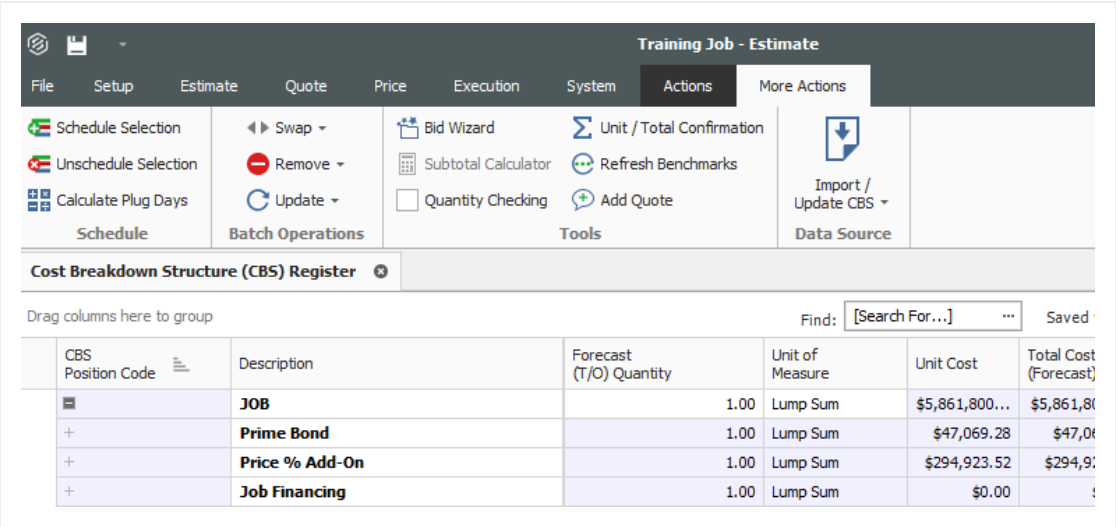 Training Job - Estimate
File Setup Estimate Quote Price Execution System Actions More Actions
Schedule Selection Swap Bid Wizard Unit / Total Confirmation
Unschedule Selection Remove Subtotal Calculator Refresh Benchmarks
Calculate Plug Days Update Quantity Checking Add Quote
Import /
Update CBS
Schedule Batch Operations Tools Data Source
Cost Breakdown Structure (CBS) Register
Drag columns here to group Find: [Search For...] ... Saved
CBS
Position Code Description Forecast
(T/O) Quantity Unit of
Measure Unit Cost Total Cost
(Forecast)
JOB 1.00 Lump Sum $5,861,800... $5,861,80
Prime Bond 1.00 Lump Sum $47,069.28 $47,06
Price % Add-On 1.00 Lump Sum $294,923.52 $294,92
Job Financing 1.00 Lump Sum $0.00